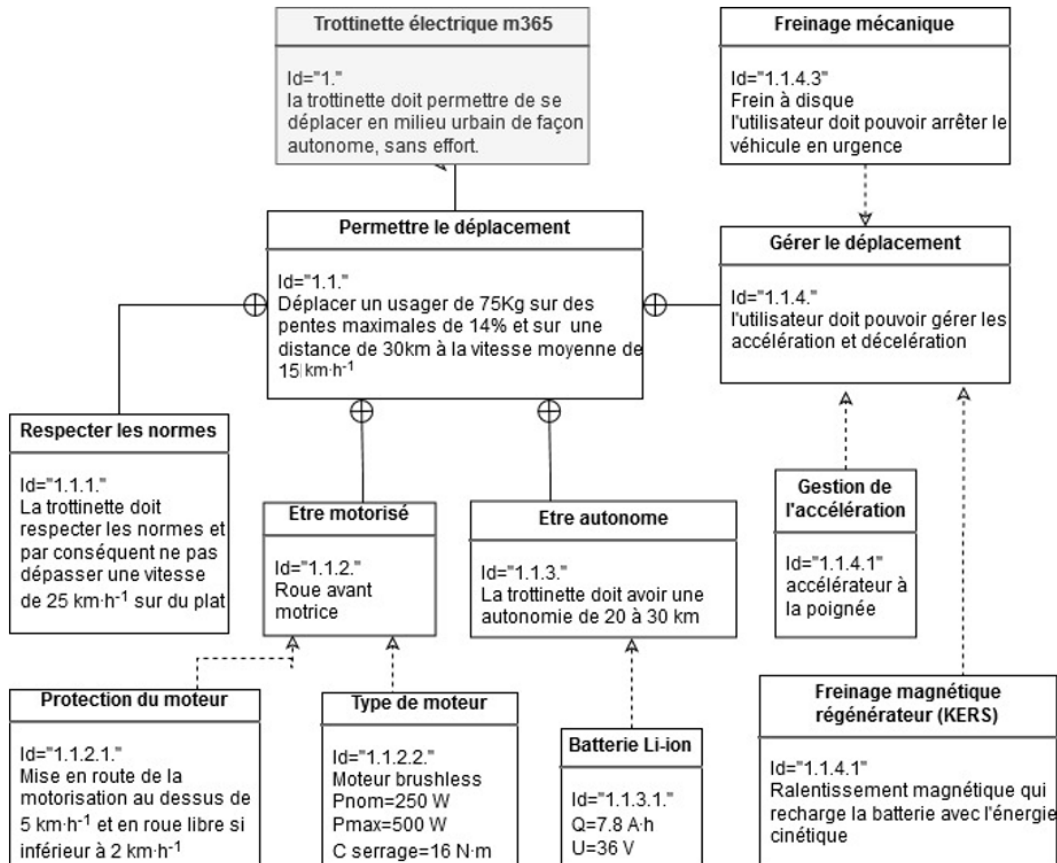 Trottinette électrique m365
Id="1."
la trottinette doit permettre de se
déplacer en milieu urbain de façon
autonome, sans effort.
Freinage mécanique
Id="1.1.4.3"
Frein à disque
l'utilisateur doit pouvoir arrêter le
véhicule en urgence
Permettre le déplacement
Id="1.1."
Déplacer un usager de 75Kg sur des
pentes maximales de 14% et sur une
distance de 30km à la vitesse moyenne de
15 km·h⁻¹
Gérer le déplacement
Id="1.1.4."
l'utilisateur doit pouvoir gérer les
accélération et décelération
Respecter les normes
Id="1.1.1."
La trottinette doit
respecter les normes et
par conséquent ne pas
dépasser une vitesse
de 25 km·h⁻¹ sur du plat
Etre motorisé
Id="1.1.2."
Roue avant
motrice
Etre autonome
Id="1.1.3."
La trottinette doit avoir une
autonomie de 20 à 30 km
Gestion de
l'accélération
Id="1.1.4.1"
accélérateur à
la poignée
Protection du moteur
Id="1.1.2.1."
Mise en route de la
motorisation au dessus de
5 km·h⁻¹ et en roue libre si
inférieur à 2 km·h⁻¹
Type de moteur
Id="1.1.2.2."
Moteur brushless
Pnom=250 W
Pmax=500 W
C serrage=16 N·m
Batterie Li-ion
Id="1.1.3.1."
Q=7.8 A·h
U=36 V
Freinage magnétique
régénérateur (KERS)
Id="1.1.4.1"
Ralentissement magnétique qui
recharge la batterie avec l'énergie
cinétique